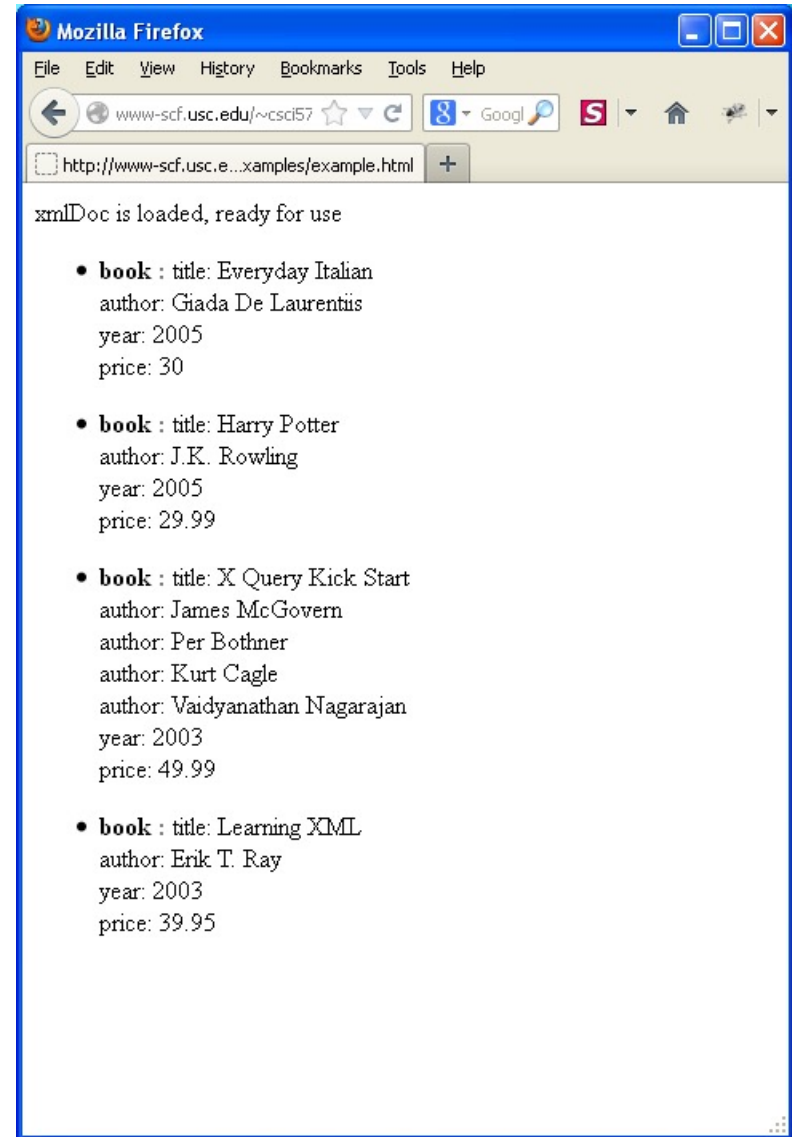 Mozilla Firefox
File Edit View History Bookmarks Tools Help
www-scf.usc.edu/~csci57 Googl
http://www-scf.usc.e...xamples/example.html
xmlDoc is loaded, ready for use
• book : title: Everyday Italian
author: Giada De Laurentiis
year: 2005
price: 30
• book : title: Harry Potter
author: J.K. Rowling
year: 2005
price: 29.99
• book : title: X Query Kick Start
author: James McGovern
author: Per Bothner
author: Kurt Cagle
author: Vaidyanathan Nagarajan
year: 2003
price: 49.99
• book : title: Learning XML
author: Erik T. Ray
year: 2003
price: 39.95